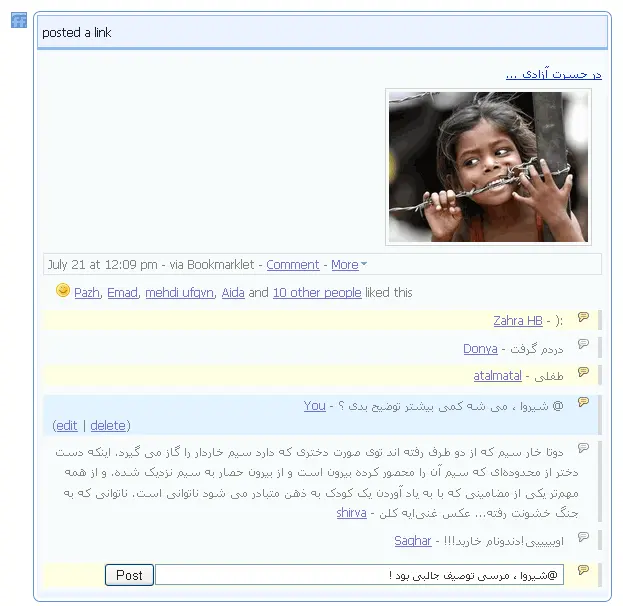 ff
posted a link
در حسرت آزادی ...
July 21 at 12:09 pm - via Bookmarklet - Comment - More
Pazh, Emad, mehdi ufqvn, Aida and 10 other people liked this
:( - Zahra HB
دردم گرفت - Donya
طفلی - atalmatal
@ شیروا ، می شه کمی بیشتر توضیح بدی ؟ - You
(edit | delete)
دوتا خار سیم که از دو طرف رفته اند توی صورت دختری که دارد سیم خاردار را گاز می گیرد. اینکه دست
دختر از محدوده‌ای که سیم آن را محصور کرده بیرون است و از بیرون حصار به سیم نزدیک شده. و از همه
مهم‌تر یکی از مضامینی که با به یاد آوردن یک کودک به ذهن متبادر می شود ناتوانی است. ناتوانی که به
جنگ خشونت رفته... عکس غنی‌ایه کلن - shirva
اوییییی!دندونام خارید!!! - Saghar
@شیروا ، مرسی توصیف جالبی بود !
Post